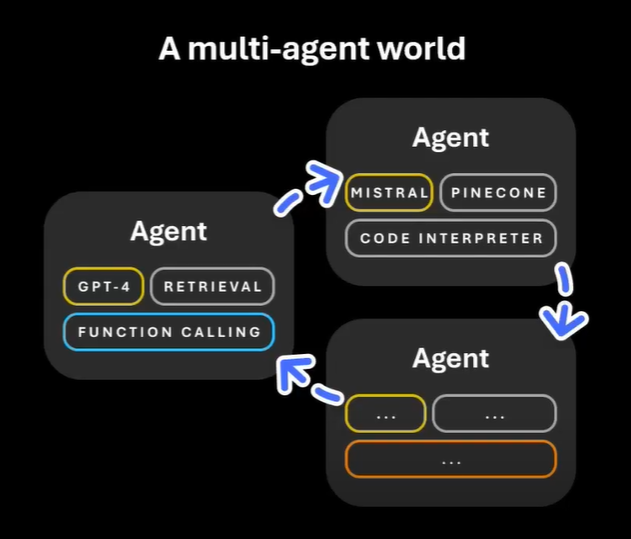 A multi-agent world
Agent
GPT-4
RETRIEVAL
FUNCTION CALLING
Agent
MISTRAL
PINECONE
CODE INTERPRETER
Agent
...
...
...